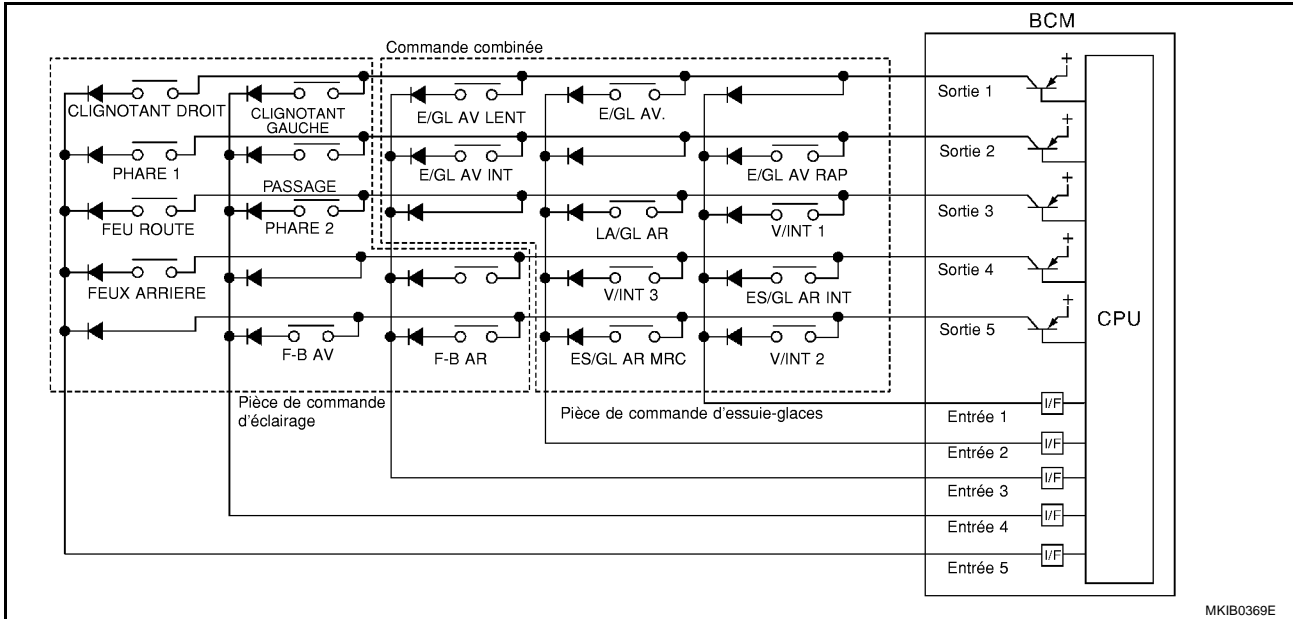 BCM
Commande combinée
CLIGNOTANT DROIT
CLIGNOTANT
GAUCHE
E/GL AV LENT
E/GL AV.
Sortie 1
+
PHARE 1
E/GL AV INT
E/GL AV RAP
Sortie 2
+
FEU ROUTE
PASSAGE
PHARE 2
LA/GL AR
V/INT 1
Sortie 3
+
FEUX ARRIERE
V/INT 3
ES/GL AR INT
Sortie 4
+
F-B AV
F-B AR
ES/GL AR MRC
V/INT 2
Sortie 5
+
CPU
Pièce de commande
d'éclairage
Pièce de commande d'essuie-glaces
Entrée 1
I/F
Entrée 2
I/F
Entrée 3
I/F
Entrée 4
I/F
Entrée 5
I/F
MKIB0369E